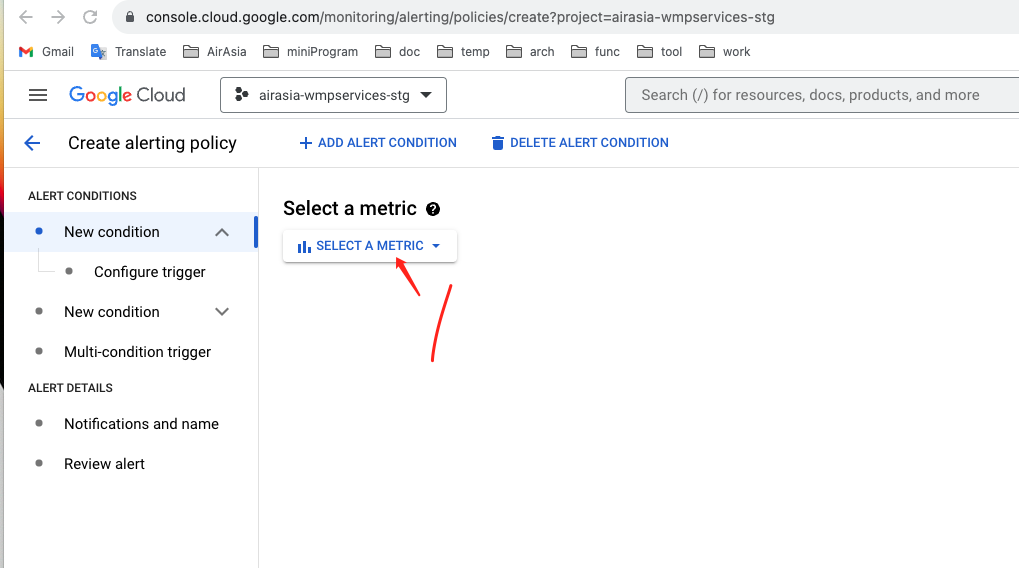 console.cloud.google.com/monitoring/alerting/policies/create?project=airasia-wmpservices-stg
Gmail Translate AirAsia miniProgram doc temp arch func tool work
Google Cloud airasia-wmpservices-stg Search (/) for resources, docs, products, and more
Create alerting policy ADD ALERT CONDITION DELETE ALERT CONDITION
ALERT CONDITIONS
New condition
Configure trigger
New condition
Multi-condition trigger
ALERT DETAILS
Notifications and name
Review alert
Select a metric
SELECT A METRIC